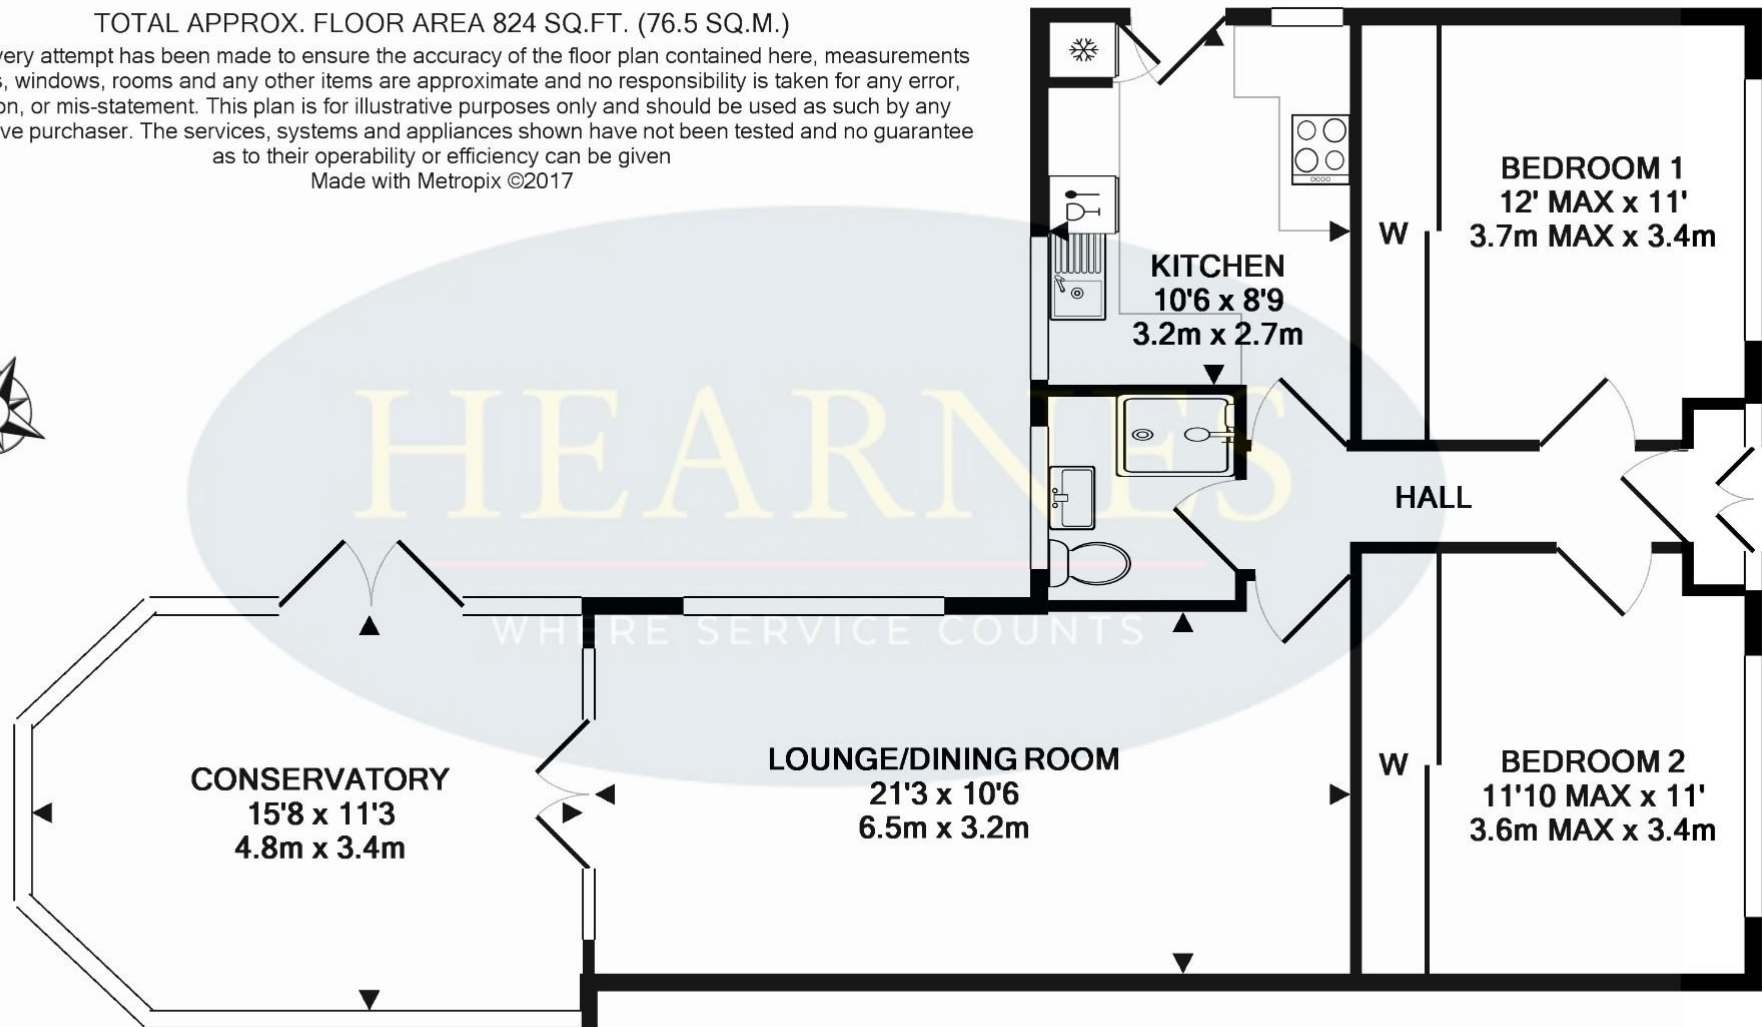 TOTAL APPROX. FLOOR AREA 824 SQ.FT. (76.5 SQ.M.)
very attempt has been made to ensure the accuracy of the floor plan contained here, measurements
s, windows, rooms and any other items are approximate and no responsibility is taken for any error,
on, or mis-statement. This plan is for illustrative purposes only and should be used as such by any
ve purchaser. The services, systems and appliances shown have not been tested and no guarantee
as to their operability or efficiency can be given
Made with Metropix ©2017
BEDROOM 1
12' MAX x 11'
3.7m MAX x 3.4m
W
KITCHEN
10'6 x 8'9
3.2m x 2.7m
HEARNES
WHERE SERVICE COUNTS
HALL
CONSERVATORY
15'8 x 11'3
4.8m x 3.4m
LOUNGE/DINING ROOM
21'3 x 10'6
6.5m x 3.2m
W
BEDROOM 2
11'10 MAX x 11'
3.6m MAX x 3.4m